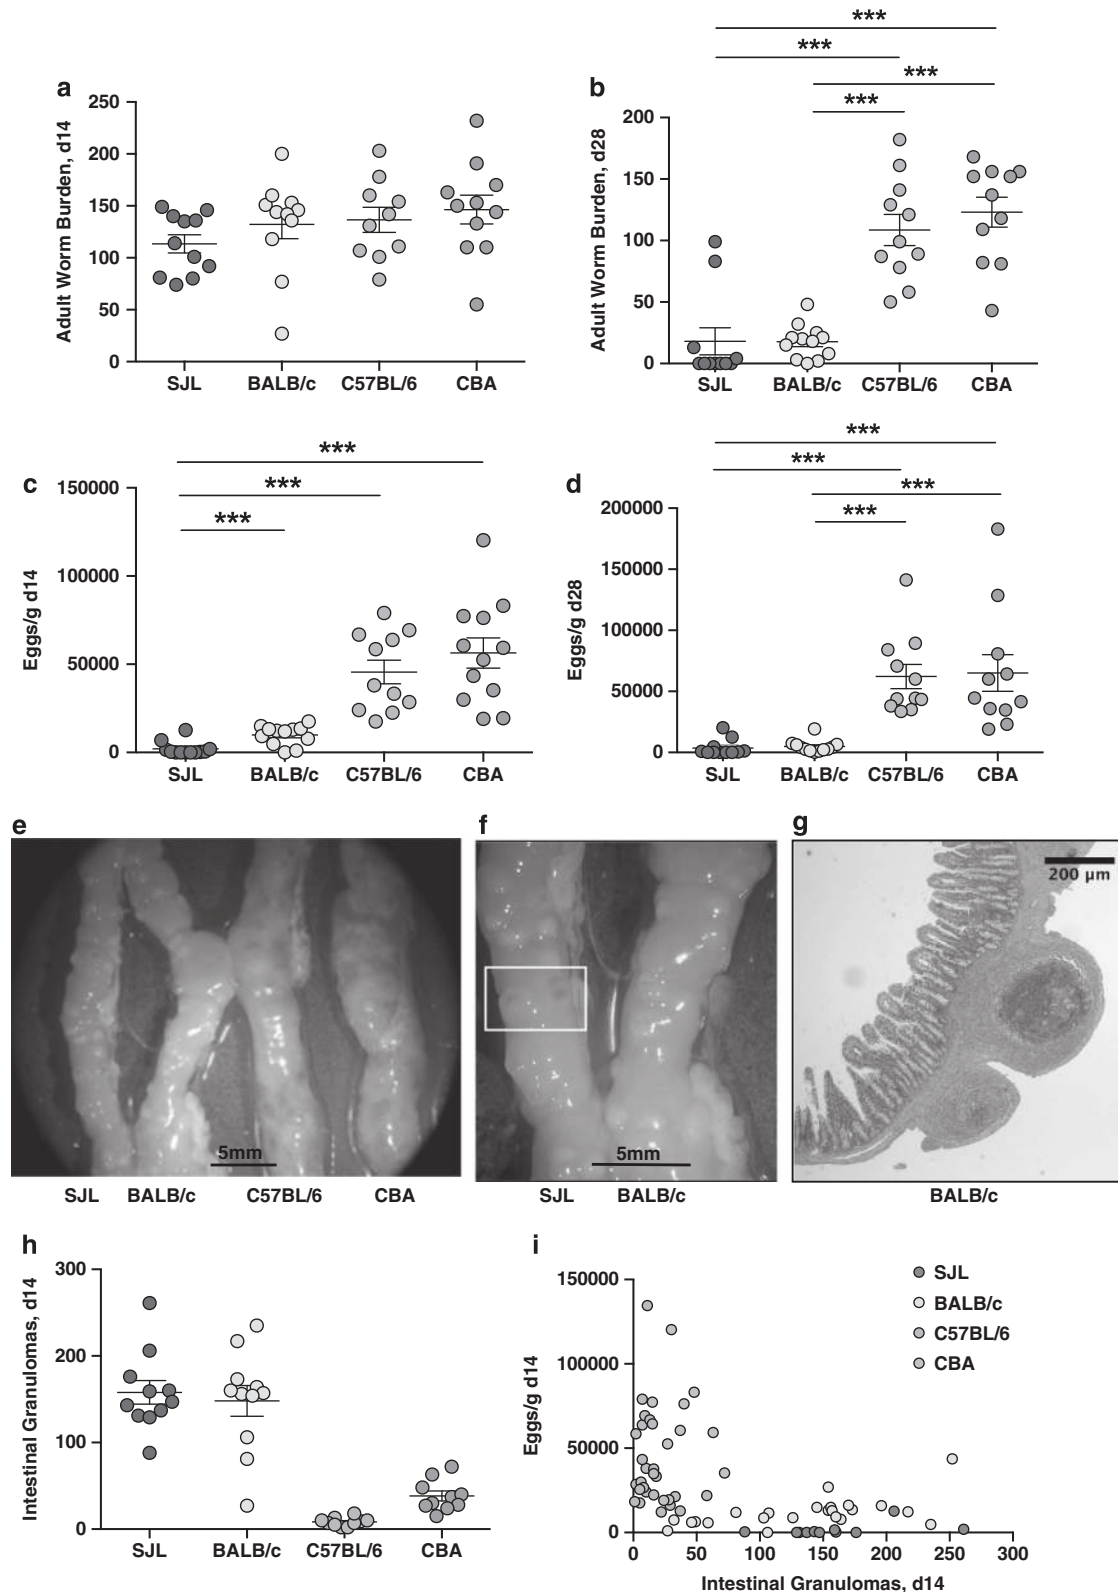 a
Adult Worm Burden, d14
250
200
150
100
50
0
SJL BALB/c C57BL/6 CBA
b
***
***
***
***
Adult Worm Burden, d28
200
150
100
50
0
SJL BALB/c C57BL/6 CBA
c
***
***
***
Eggs/g d14
150000
100000
50000
0
SJL BALB/c C57BL/6 CBA
d
***
***
***
***
Eggs/g d28
200000
150000
100000
50000
0
SJL BALB/c C57BL/6 CBA
e
5mm
SJL BALB/c C57BL/6 CBA
f
5mm
SJL BALB/c
g
200 µm
BALB/c
h
Intestinal Granulomas, d14
300
200
100
0
SJL BALB/c C57BL/6 CBA
i
SJL
BALB/c
C57BL/6
CBA
Eggs/g d14
150000
100000
50000
0
0 50 100 150 200 250 300
Intestinal Granulomas, d14